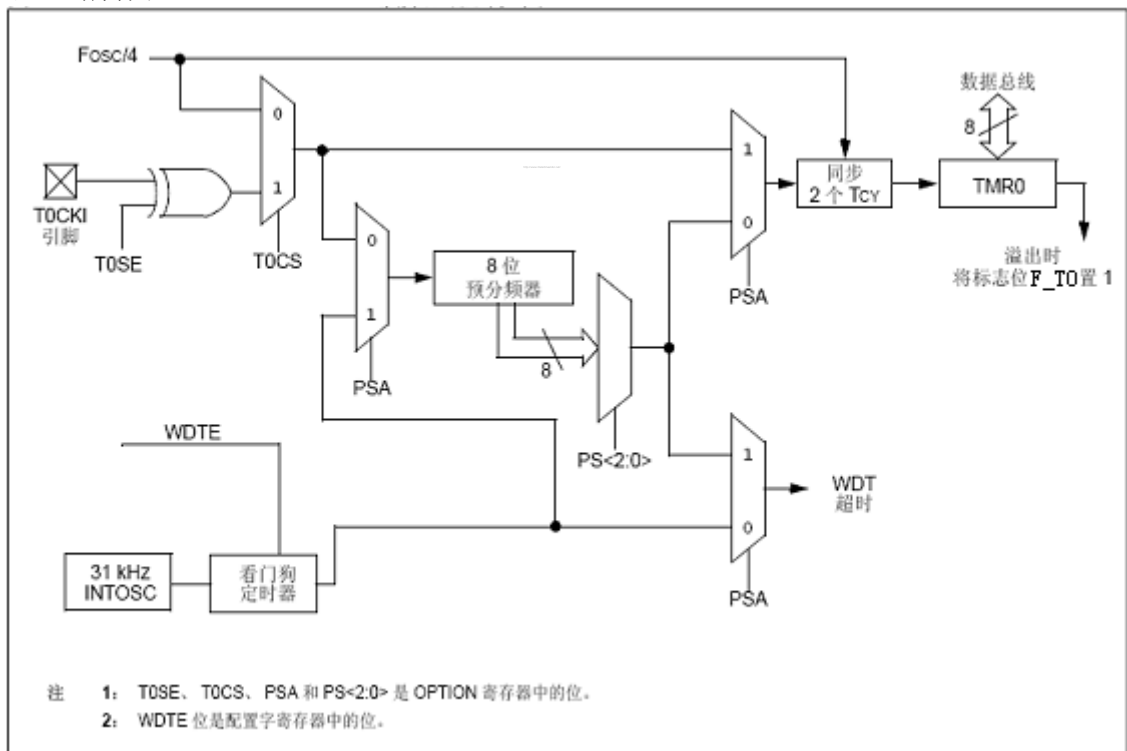 Fosc/4
数据总线
8
0
1
T0CKI
引脚
T0SE
T0CS
1
0
PSA
同步
2 个 TCY
TMR0
溢出时
将标志位F_T0置 1
0
1
PSA
8 位
预分频器
8
PS<2:0>
WDTE
1
0
PSA
WDT
超时
31 kHz
INTOSC
看门狗
定时器
注 1: T0SE、 T0CS、 PSA 和 PS<2:0> 是 OPTION 寄存器中的位。
2: WDTE 位是配置字寄存器中的位。